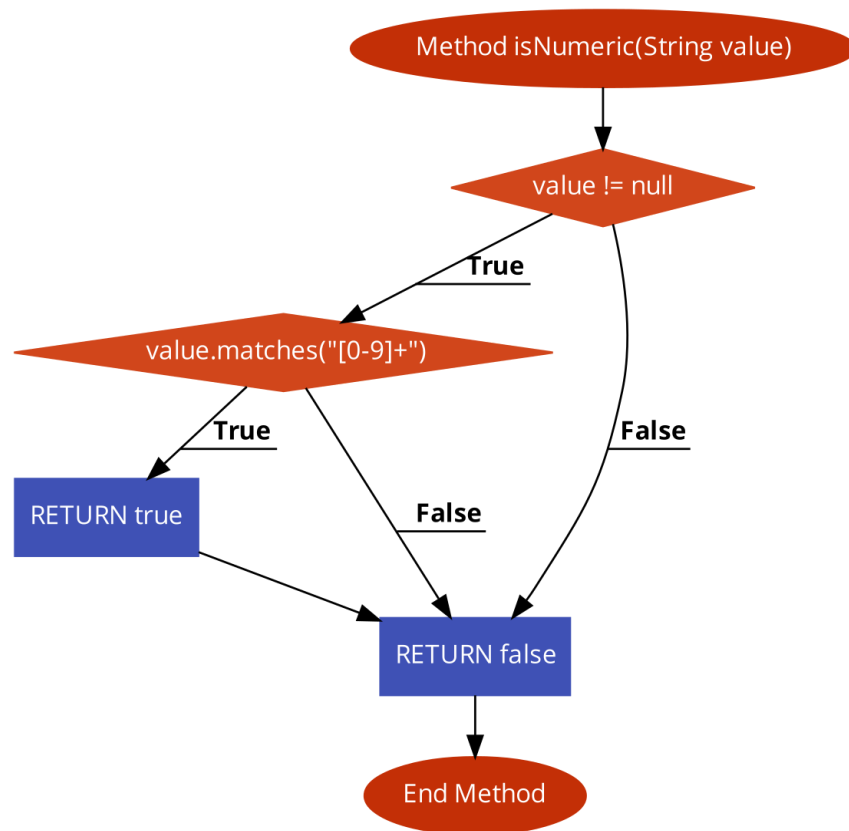 Method isNumeric(String value)
value != null
True
value.matches("[0-9]+")
True
False
False
RETURN true
RETURN false
End Method